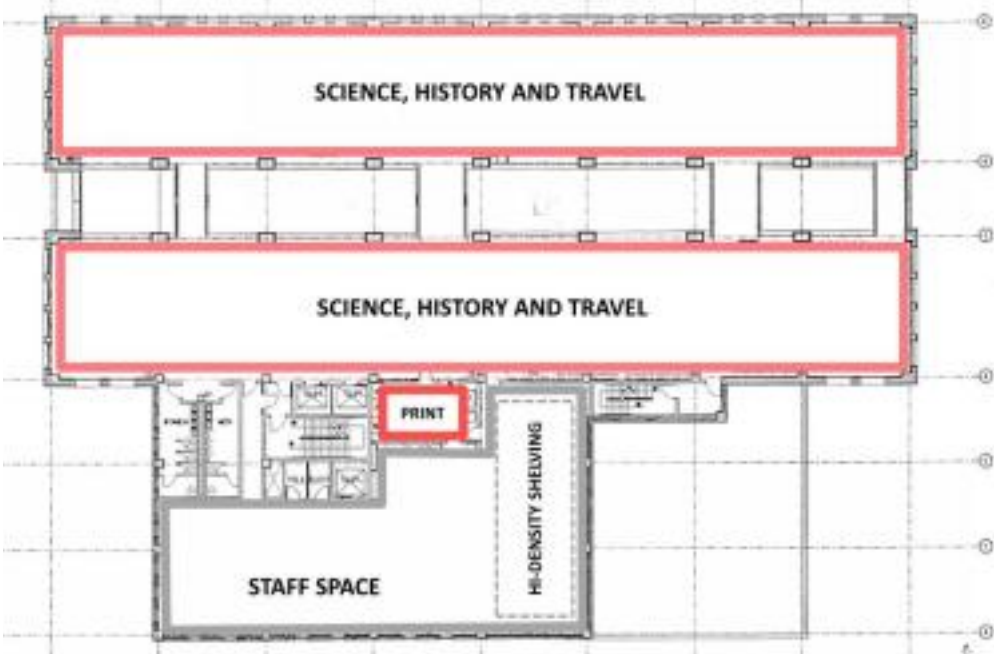 SCIENCE, HISTORY AND TRAVEL
SCIENCE, HISTORY AND TRAVEL
PRINT
HI-DENSITY SHELVING
STAFF SPACE